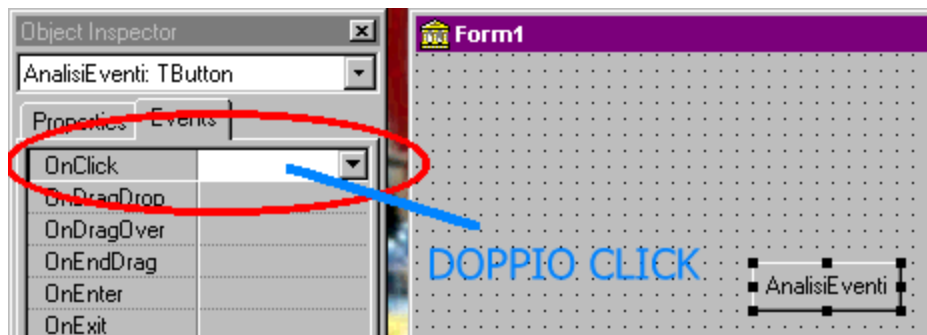 Object Inspector
Form1
AnalisiEventi: TButton
Properties
Events
OnClick
OnDragDrop
OnDragOver
OnEndDrag
OnEnter
OnExit
DOPPIO CLICK
AnalisiEventi